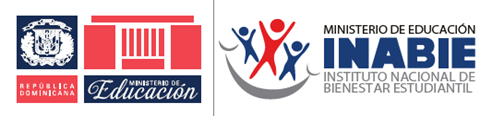 REPÚBLICA
DOMINICANA
MINISTERIO DE
Educación
MINISTERIO DE EDUCACIÓN
INABIE
INSTITUTO NACIONAL DE
BIENESTAR ESTUDIANTIL